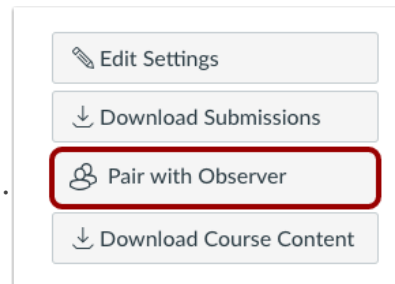 Edit Settings
Download Submissions
Pair with Observer
Download Course Content